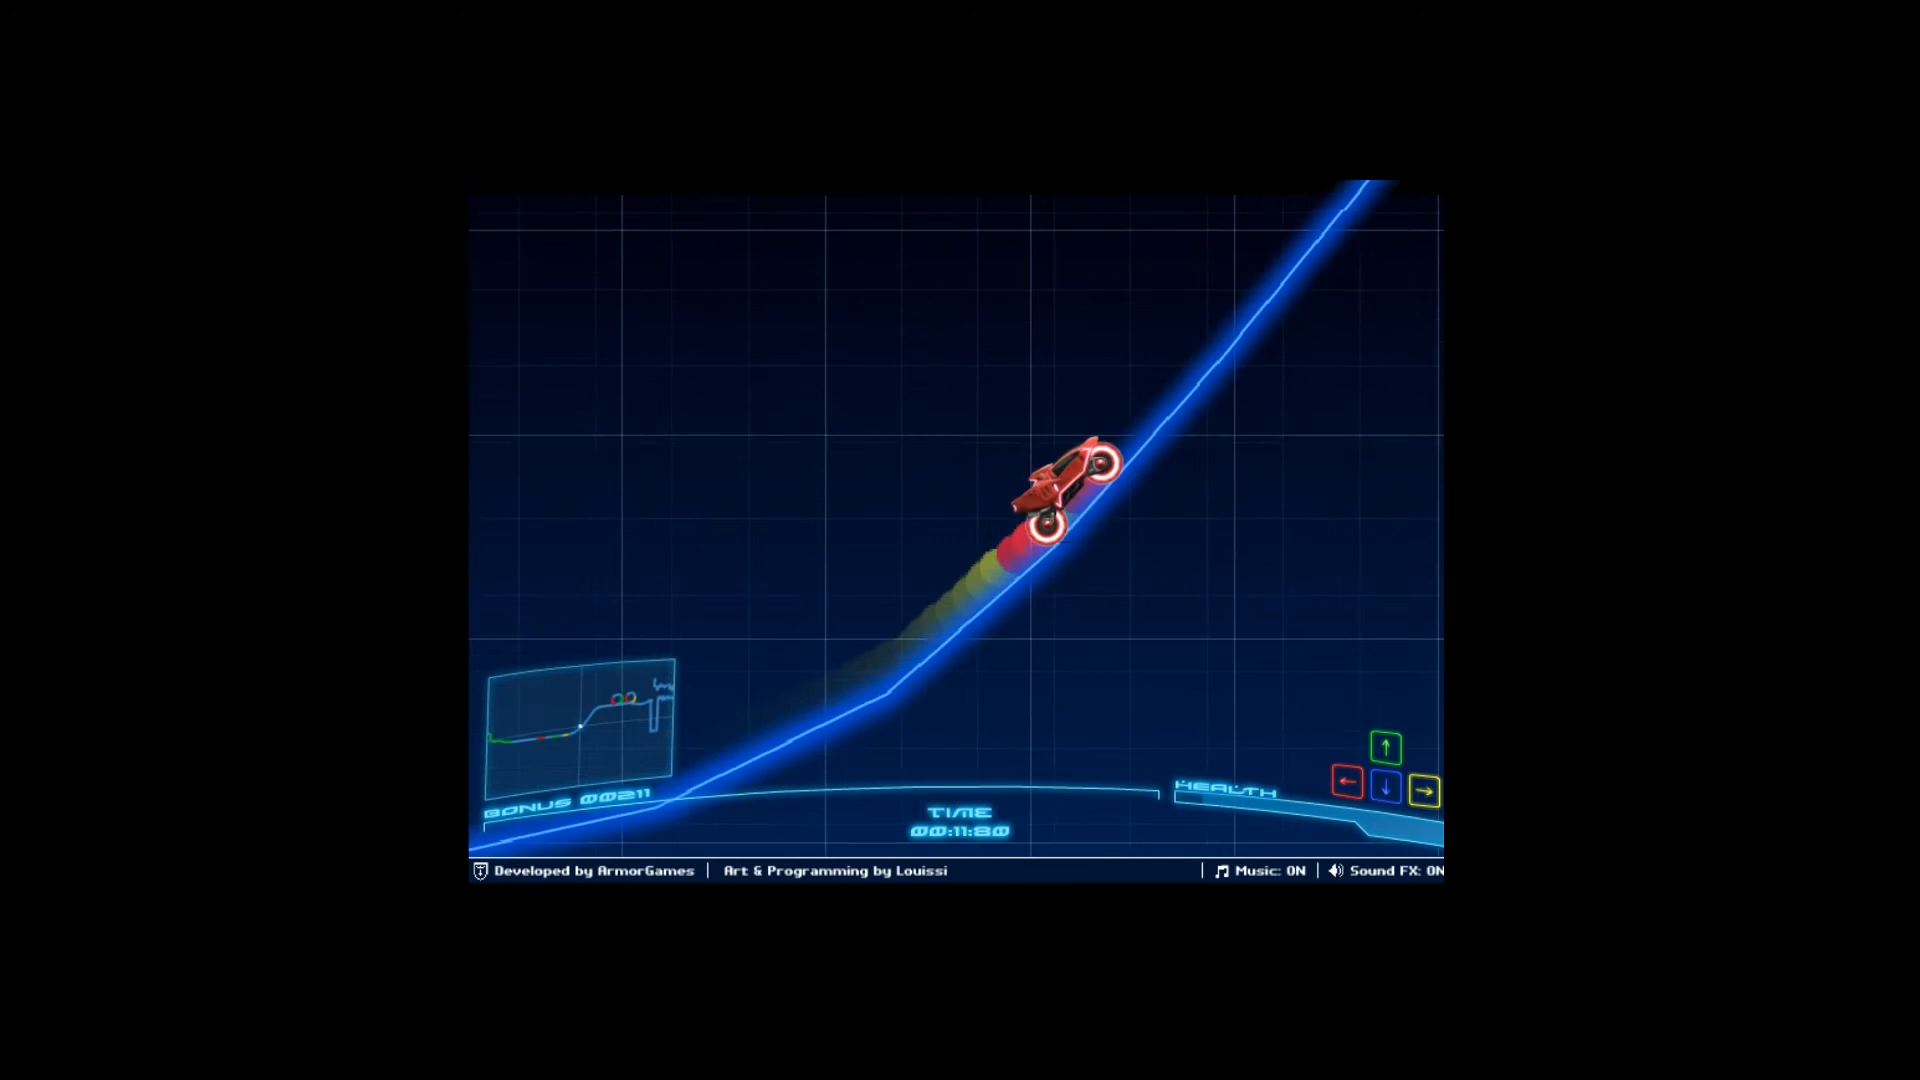 BONUS 00211
TIME
00:11:80
HEALTH
Developed by ArmorGames
Art & Programming by Louissi
Music: ON
Sound FX: ON